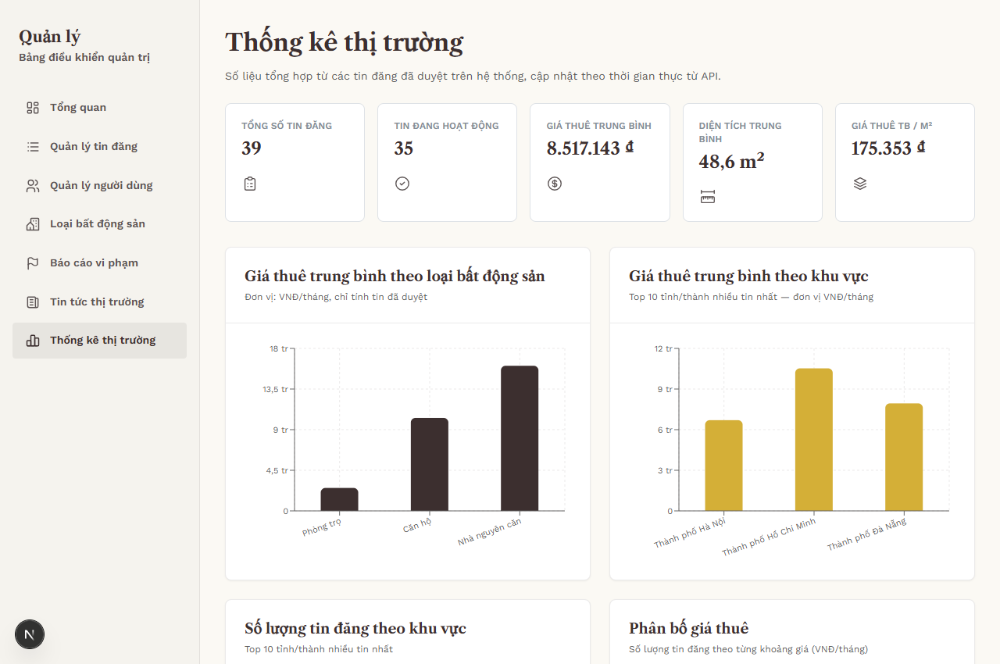 Quản lý
Bảng điều khiển quản trị
Tổng quan
Quản lý tin đăng
Quản lý người dùng
Loại bất động sản
Báo cáo vi phạm
Tin tức thị trường
Thống kê thị trường
N
Thống kê thị trường
Số liệu tổng hợp từ các tin đăng đã duyệt trên hệ thống, cập nhật theo thời gian thực từ API.
TỔNG SỐ TIN ĐĂNG
39
TIN ĐANG HOẠT ĐỘNG
35
GIÁ THUÊ TRUNG BÌNH
8.517.143 ₫
DIỆN TÍCH TRUNG
BÌNH
48,6 m²
GIÁ THUÊ TB / M²
175.353 ₫
Giá thuê trung bình theo loại bất động sản
Đơn vị: VNĐ/tháng, chỉ tính tin đã duyệt
18 tr
13,5 tr
9 tr
4,5 tr
0
Phòng trọ
Căn hộ
Nhà nguyên căn
Giá thuê trung bình theo khu vực
Top 10 tỉnh/thành nhiều tin nhất — đơn vị VNĐ/tháng
12 tr
9 tr
6 tr
3 tr
0
Thành phố Hà Nội
Thành phố Hồ Chí Minh
Thành phố Đà Nẵng
Số lượng tin đăng theo khu vực
Top 10 tỉnh/thành nhiều tin nhất
Phân bố giá thuê
Số lượng tin đăng theo từng khoảng giá (VNĐ/tháng)